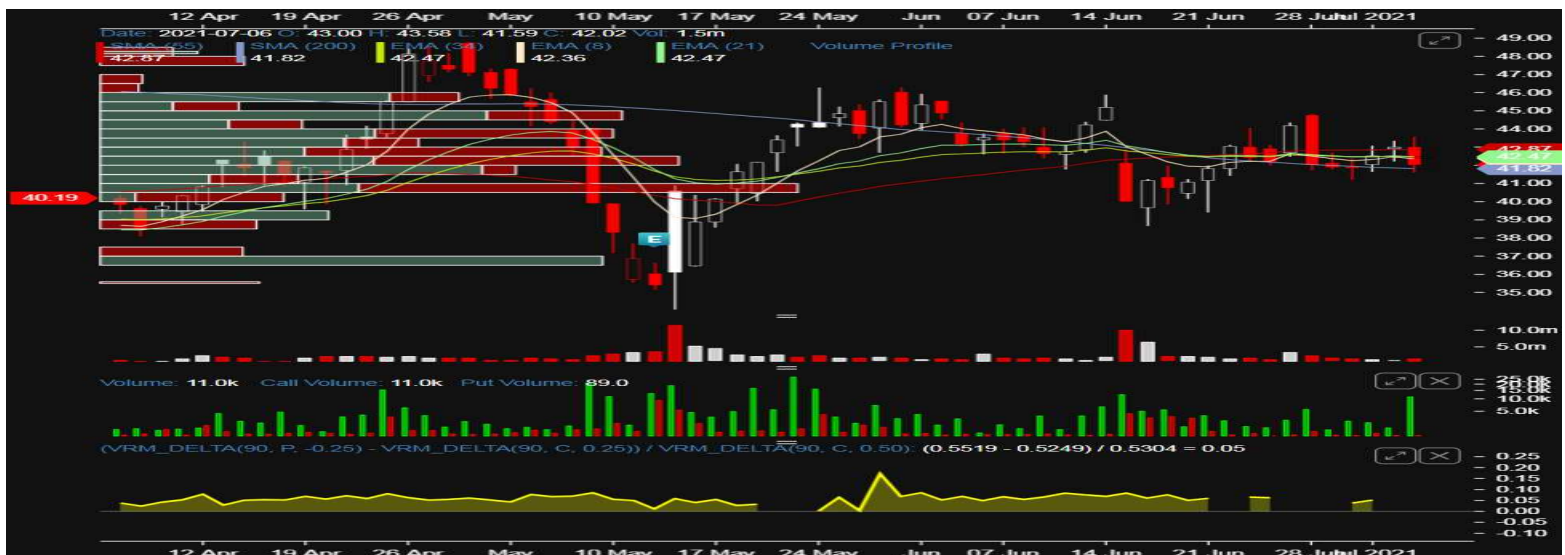 12 Apr 19 Apr 26 Apr May 10 May 17 May 24 May Jun 07 Jun 14 Jun 21 Jun 28 Jun Jul 2021
Date: 2021-07-06 O: 43.00 H: 43.58 L: 41.59 C: 42.02 Vol: 1.5m
SMA (55) SMA (200) EMA (34) EMA (8) EMA (21) Volume Profile
42.87 41.82 42.47 42.36 42.47
49.00
48.00
47.00
46.00
45.00
44.00
42.87
42.47
41.82
41.00
40.19
40.00
39.00
E
38.00
37.00
36.00
35.00
10.0m
5.0m
Volume: 11.0k Call Volume: 11.0k Put Volume: 89.0
25.0k
15.0k
10.0k
5.0k
(VRM_DELTA(90, P, -0.25) - VRM_DELTA(90, C, 0.25)) / VRM_DELTA(90, C, 0.50): (0.5519 - 0.5249) / 0.5304 = 0.05
0.25
0.20
0.15
0.10
0.05
0.00
-0.05
-0.10
12 Apr 19 Apr 26 Apr May 10 May 17 May 24 May Jun 07 Jun 14 Jun 21 Jun 28 Jun Jul 2021